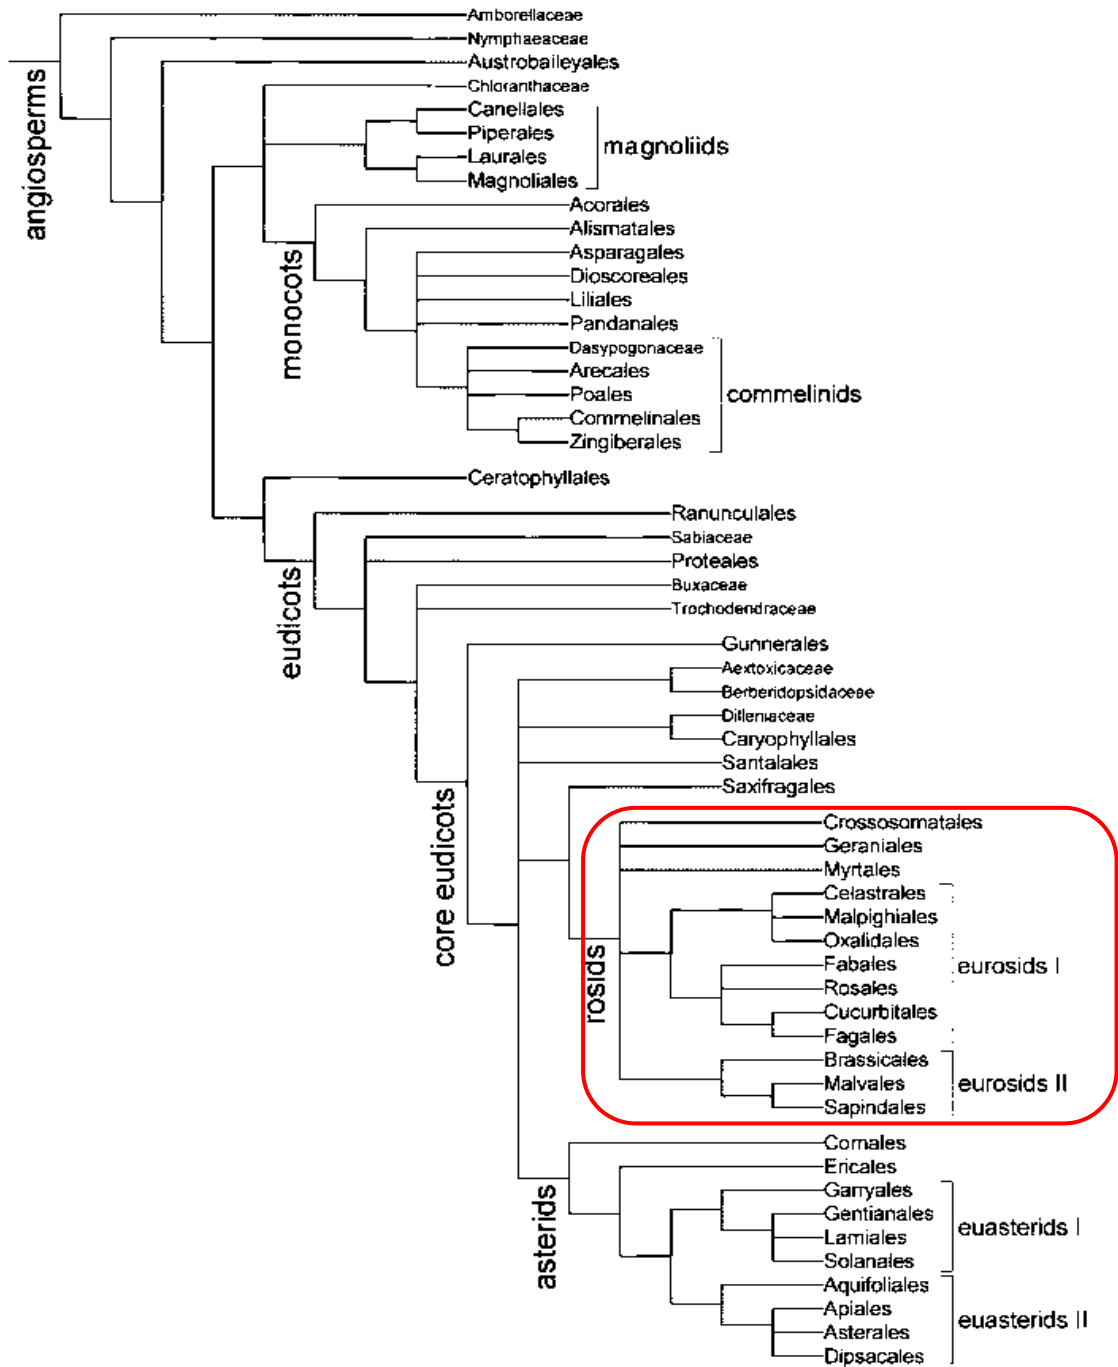 Amborellaceae
Nymphaeaceae
Austrobaileyales
Chloranthaceae
Canellales
Piperales
Laurales
Magnoliales
magnoliids
angiosperms
Acorales
Alismatales
Asparagales
Dioscoreales
Liliales
Pandanales
Dasypogonaceae
Arecales
Poales
Commelinales
Zingiberales
commelinids
monocots
Ceratophyllales
Ranunculales
Sabiaceae
Proteales
Buxaceae
Trochodendraceae
eudicots
Gunnerales
Aextoxicaceae
Berberidopsidaceae
Dilleniaceae
Caryophyllales
Santalales
Saxifragales
core eudicots
Crossosomatales
Geraniales
Myrtales
Celastrales
Malpighiales
Oxalidales
Fabales
Rosales
Cucurbitales
Fagales
eurosids I
rosids
Brassicales
Malvales
Sapindales
eurosids II
Cornales
Ericales
Garryales
Gentianales
Lamiales
Solanales
euasterids I
asterids
Aquifoliales
Apiales
Asterales
Dipsacales
euasterids II